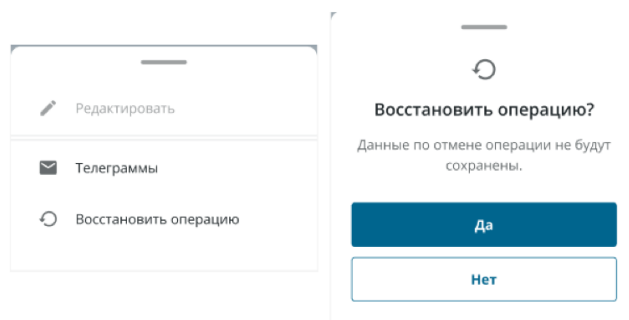 Редактировать
Телеграммы
Восстановить операцию
Восстановить операцию?
Данные по отмене операции не будут
сохранены.
Да
Нет